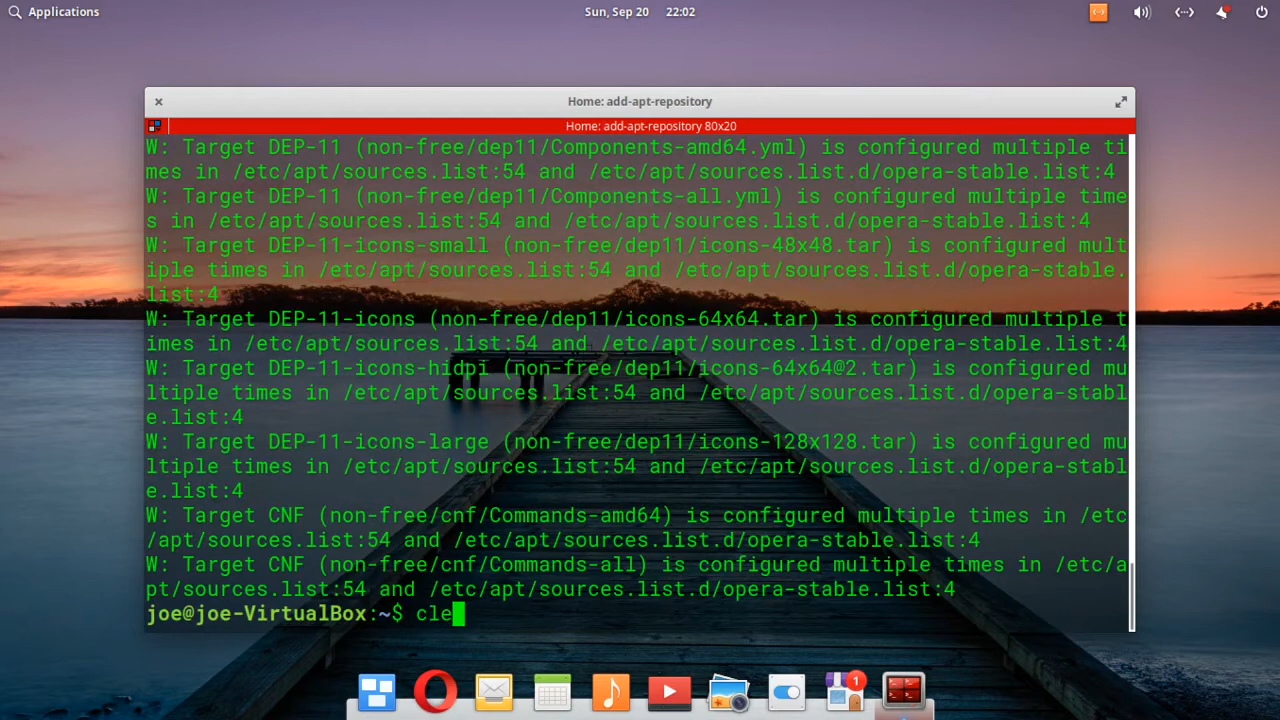 Applications
Sun, Sep 20 22:02
Home: add-apt-repository
Home: add-apt-repository 80x20
W: Target DEP-11 (non-free/dep11/Components-amd64.yml) is configured multiple ti
mes in /etc/apt/sources.list:54 and /etc/apt/sources.list.d/opera-stable.list:4
W: Target DEP-11 (non-free/dep11/Components-all.yml) is configured multiple time
s in /etc/apt/sources.list:54 and /etc/apt/sources.list.d/opera-stable.list:4
W: Target DEP-11-icons-small (non-free/dep11/icons-48x48.tar) is configured mult
iple times in /etc/apt/sources.list:54 and /etc/apt/sources.list.d/opera-stable.
list:4
W: Target DEP-11-icons (non-free/dep11/icons-64x64.tar) is configured multiple t
imes in /etc/apt/sources.list:54 and /etc/apt/sources.list.d/opera-stable.list:4
W: Target DEP-11-icons-hidpi (non-free/dep11/icons-64x64@2.tar) is configured mu
ltiple times in /etc/apt/sources.list:54 and /etc/apt/sources.list.d/opera-stabl
e.list:4
W: Target DEP-11-icons-large (non-free/dep11/icons-128x128.tar) is configured mu
ltiple times in /etc/apt/sources.list:54 and /etc/apt/sources.list.d/opera-stabl
e.list:4
W: Target CNF (non-free/cnf/Commands-amd64) is configured multiple times in /etc
/apt/sources.list:54 and /etc/apt/sources.list.d/opera-stable.list:4
W: Target CNF (non-free/cnf/Commands-all) is configured multiple times in /etc/a
pt/sources.list:54 and /etc/apt/sources.list.d/opera-stable.list:4
joe@joe-VirtualBox:~$ cle
1